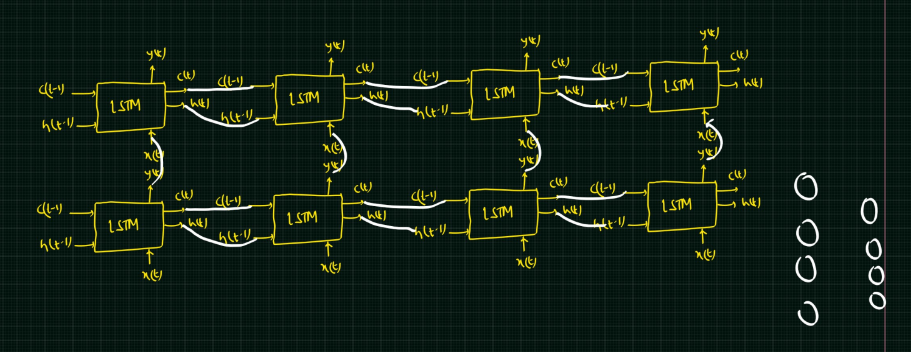 y(t) y(t) y(t) y(t)
c(t-1) LSTM c(t) c(t-1) LSTM c(t) c(t-1) LSTM c(t) c(t-1) LSTM c(t)
h(t-1) h(t) h(t-1) h(t) h(t-1) h(t) h(t-1) h(t)
x(t) x(t) x(t) x(t)
y(t) y(t) y(t) y(t)
c(t-1) LSTM c(t) c(t-1) LSTM c(t) c(t-1) LSTM c(t) c(t-1) LSTM c(t)
h(t-1) h(t) h(t-1) h(t) h(t-1) h(t) h(t-1) h(t)
x(t) x(t) x(t) x(t)